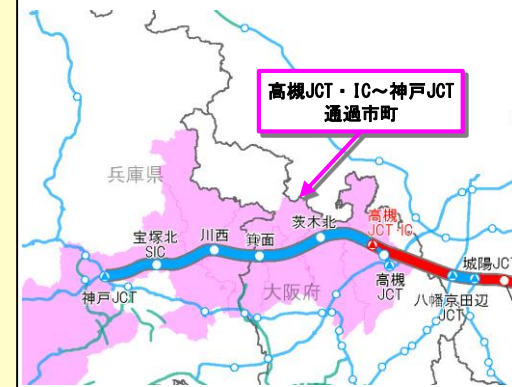 高槻JCT・IC～神戸JCT
通過市町
兵庫県
宝塚北
SIC
川西
箕面
茨木北
高槻
JCT・IC
神戸JCT
大阪府
高槻
JCT
八幡京田辺
JCT
城陽JC